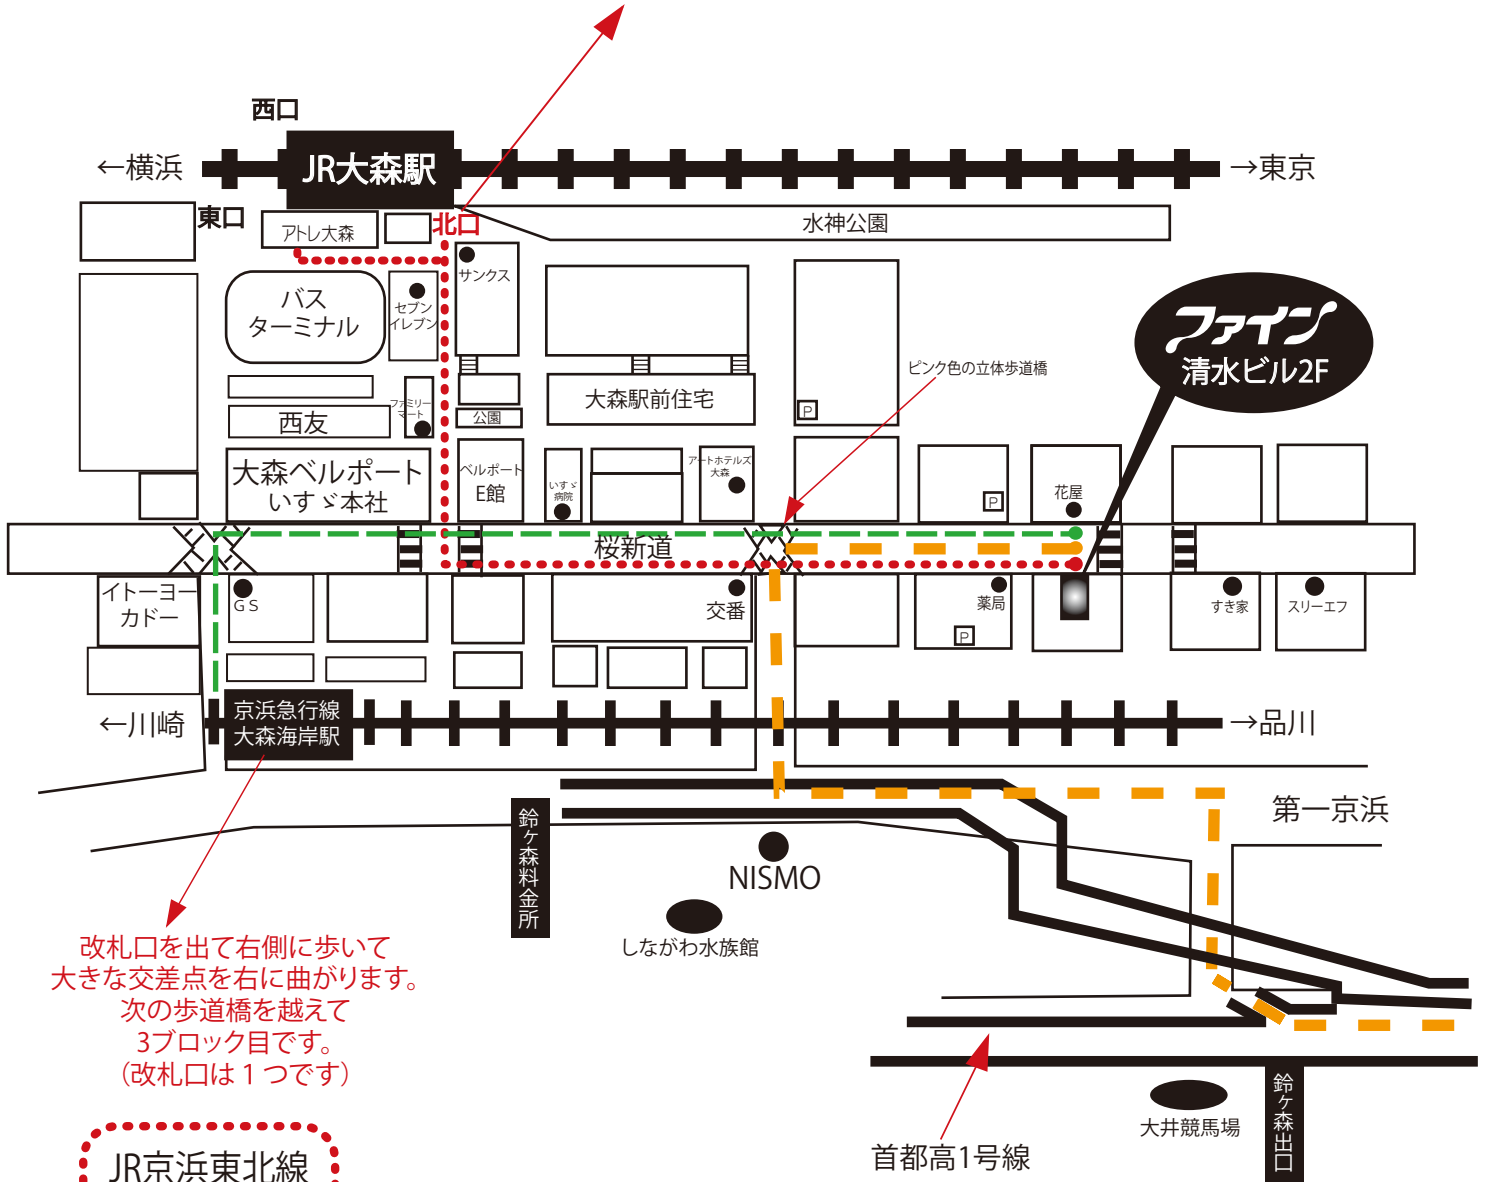 西口
JR大森駅
←横浜
→東京
東口
アトレ大森
北口
水神公園
サンクス
バス
ターミナル
セブン
イレブン
ファイン
清水ビル2F
ピンク色の立体歩道橋
ファミリー
マート
西友
公園
大森駅前住宅
P
大森ベルポート
いすゞ本社
ベルポート
E館
いすゞ
病院
アートホテルズ
大森
P
花屋
桜新道
イトーヨー
カドー
GS
交番
薬局
P
すき家
スリーエフ
←川崎
京浜急行線
大森海岸駅
→品川
第一京浜
鈴ヶ森料金所
NISMO
しながわ水族館
改札口を出て右側に歩いて
大きな交差点を右に曲がります。
次の歩道橋を越えて
3ブロック目です。
(改札口は1つです)
首都高1号線
大井競馬場
鈴ヶ森出口
JR京浜東北線